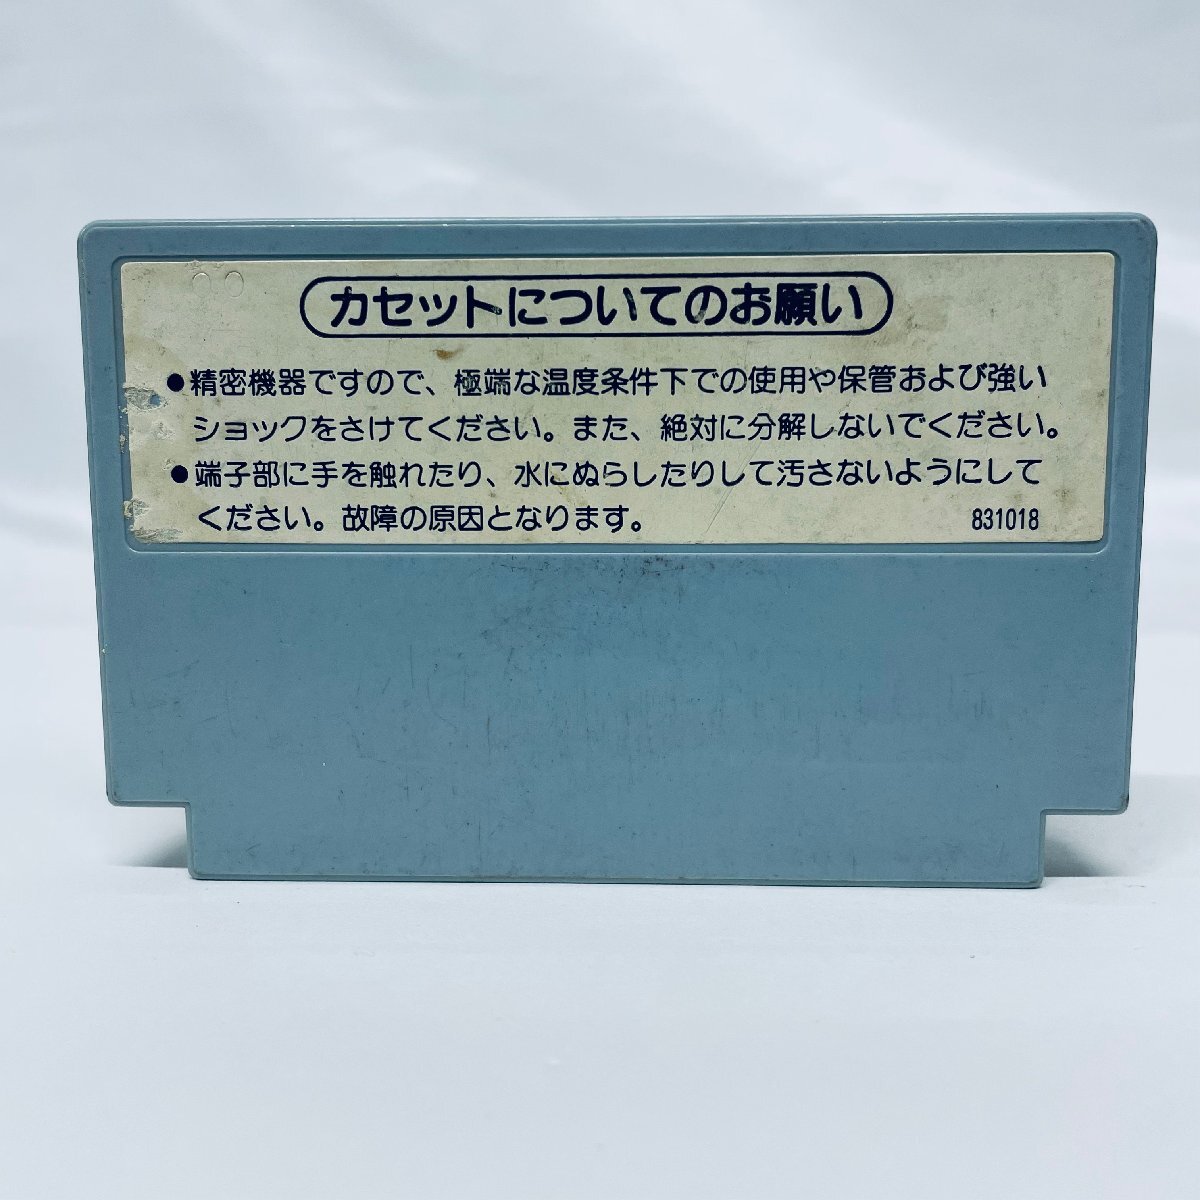 カセットについてのお願い
●精密機器ですので、極端な温度条件下での使用や保管および強い
ショックをさけてください。また、絶対に分解しないでください。
●端子部に手を触れたり、水にぬらしたりして汚さないようにして
ください。故障の原因となります。 831018